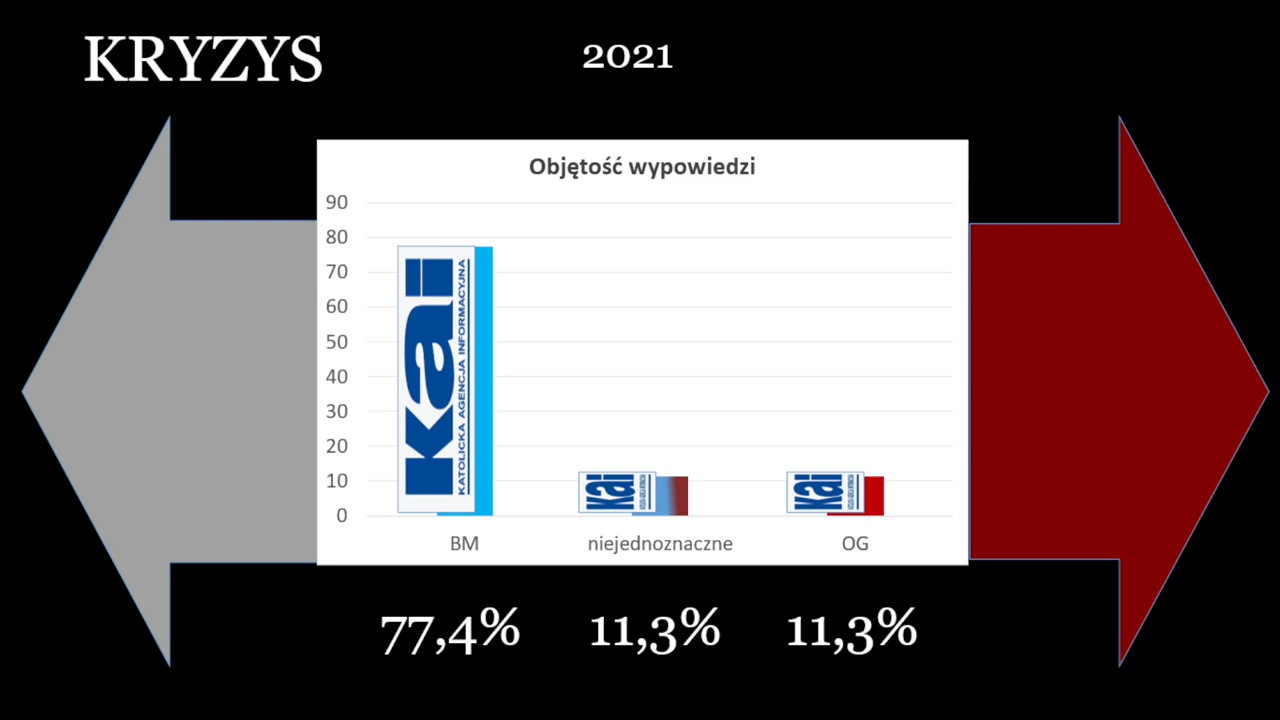 KRYZYS
2021
Objętość wypowiedzi
90
80
70
60
50
40
30
20
10
0
kai
KATOLICKA AGENCJA INFORMACYJNA
kai
kai
BM
niejednoznaczne
OG
77,4%
11,3%
11,3%